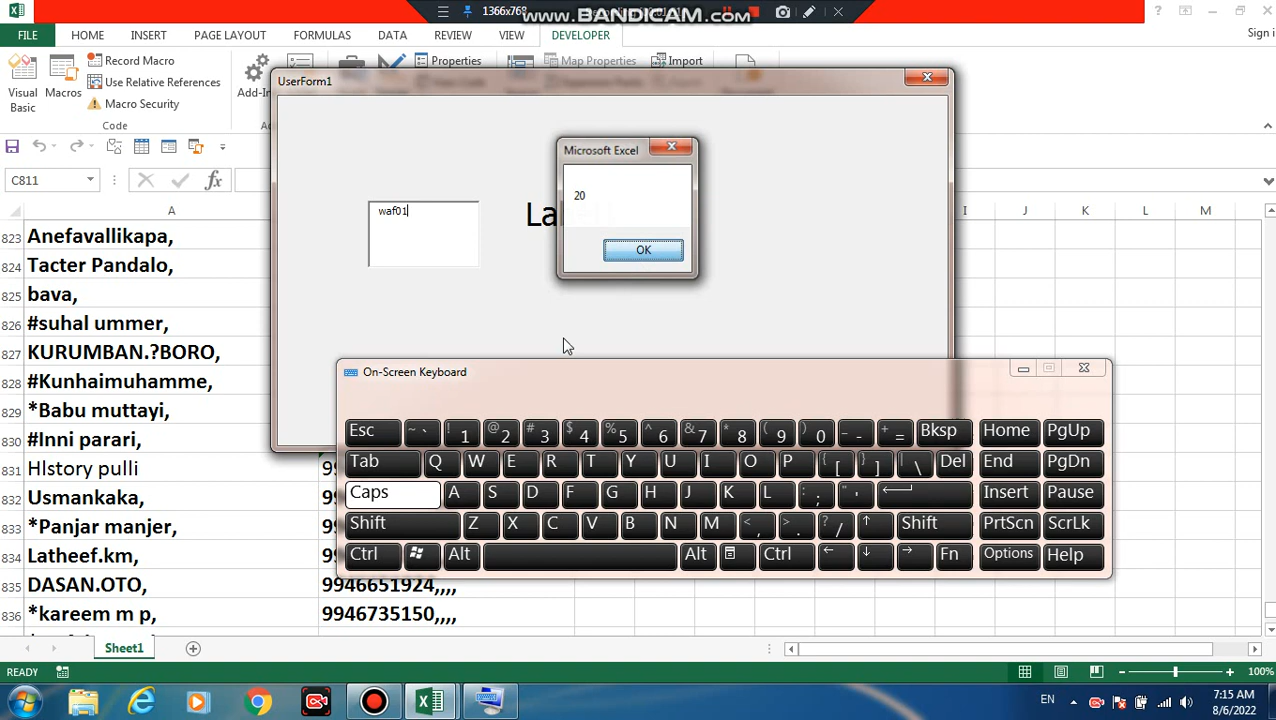 1366x768
www.BANDICAM.com
FILE HOME INSERT PAGE LAYOUT FORMULAS DATA REVIEW VIEW DEVELOPER Sign i
Visual Basic
Macros
Record Macro
Use Relative References
Macro Security
Code
Add-In
Properties
Map Properties
Import
UserForm1
C811
A I J K L M
Microsoft Excel
20
OK
waf01
La
823 Anefavallikapa,
824 Tacter Pandalo,
825 bava,
826 #suhal ummer,
827 KURUMBAN.?BORO,
828 #Kunhaimuhamme,
829 *Babu muttayi,
830 #Inni parari,
831 HIstory pulli
832 Usmankaka,
833 *Panjar manjer,
834 Latheef.km,
835 DASAN.OTO, 9946651924,,,,
836 *kareem m p, 9946735150,,,,
On-Screen Keyboard
Esc ~ ` ! 1 @ 2 # 3 $ 4 % 5 ^ 6 & 7 * 8 ( 9 ) 0 _ - + = Bksp Home PgUp
Tab Q W E R T Y U I O P { [ } ] | \ Del End PgDn
Caps A S D F G H J K L : ; " ' Insert Pause
Shift Z X C V B N M < , > . ? / ↑ Shift PrtScn ScrLk
Ctrl Alt Alt Ctrl ← ↓ → Fn Options Help
Sheet1
READY
100%
EN
7:15 AM
8/6/2022